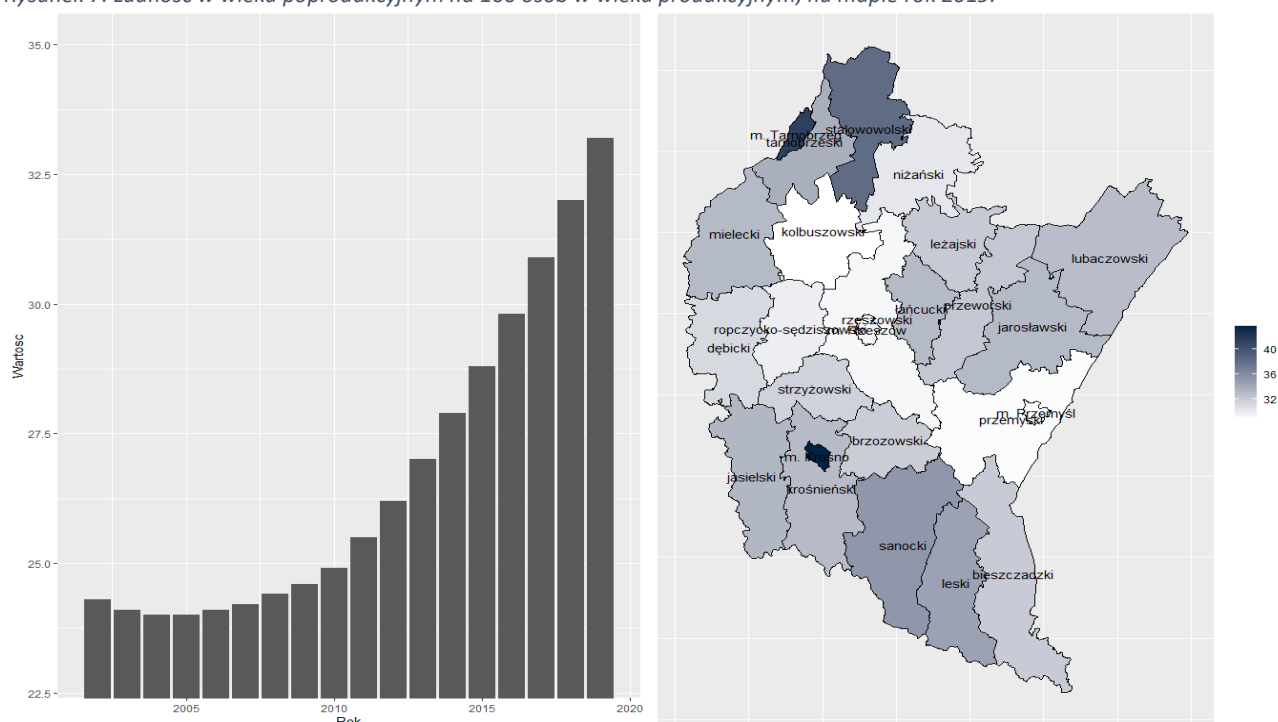 Rysunek 7. Ludność w wieku poprodukcyjnym na 100 osób w wieku produkcyjnym, na mapie rok 2019.
35.0
32.5
30.0
27.5
25.0
22.5
Wartosc
2005
2010
2015
2020
Rok
m. Tarnobrzeg
stalowowolski
tarnobrzeski
niżański
mielecki
kolbuszowski
leżajski
lubaczowski
łańcucki
przeworski
rzeszowski
jarosławski
ropczycko-sędziszowski
m. Rzeszów
dębicki
strzyżowski
m. Przemyśl
przemyski
brzozowski
m. Krosno
jasielski
krośnieński
sanocki
bieszczadzki
leski
40
36
32